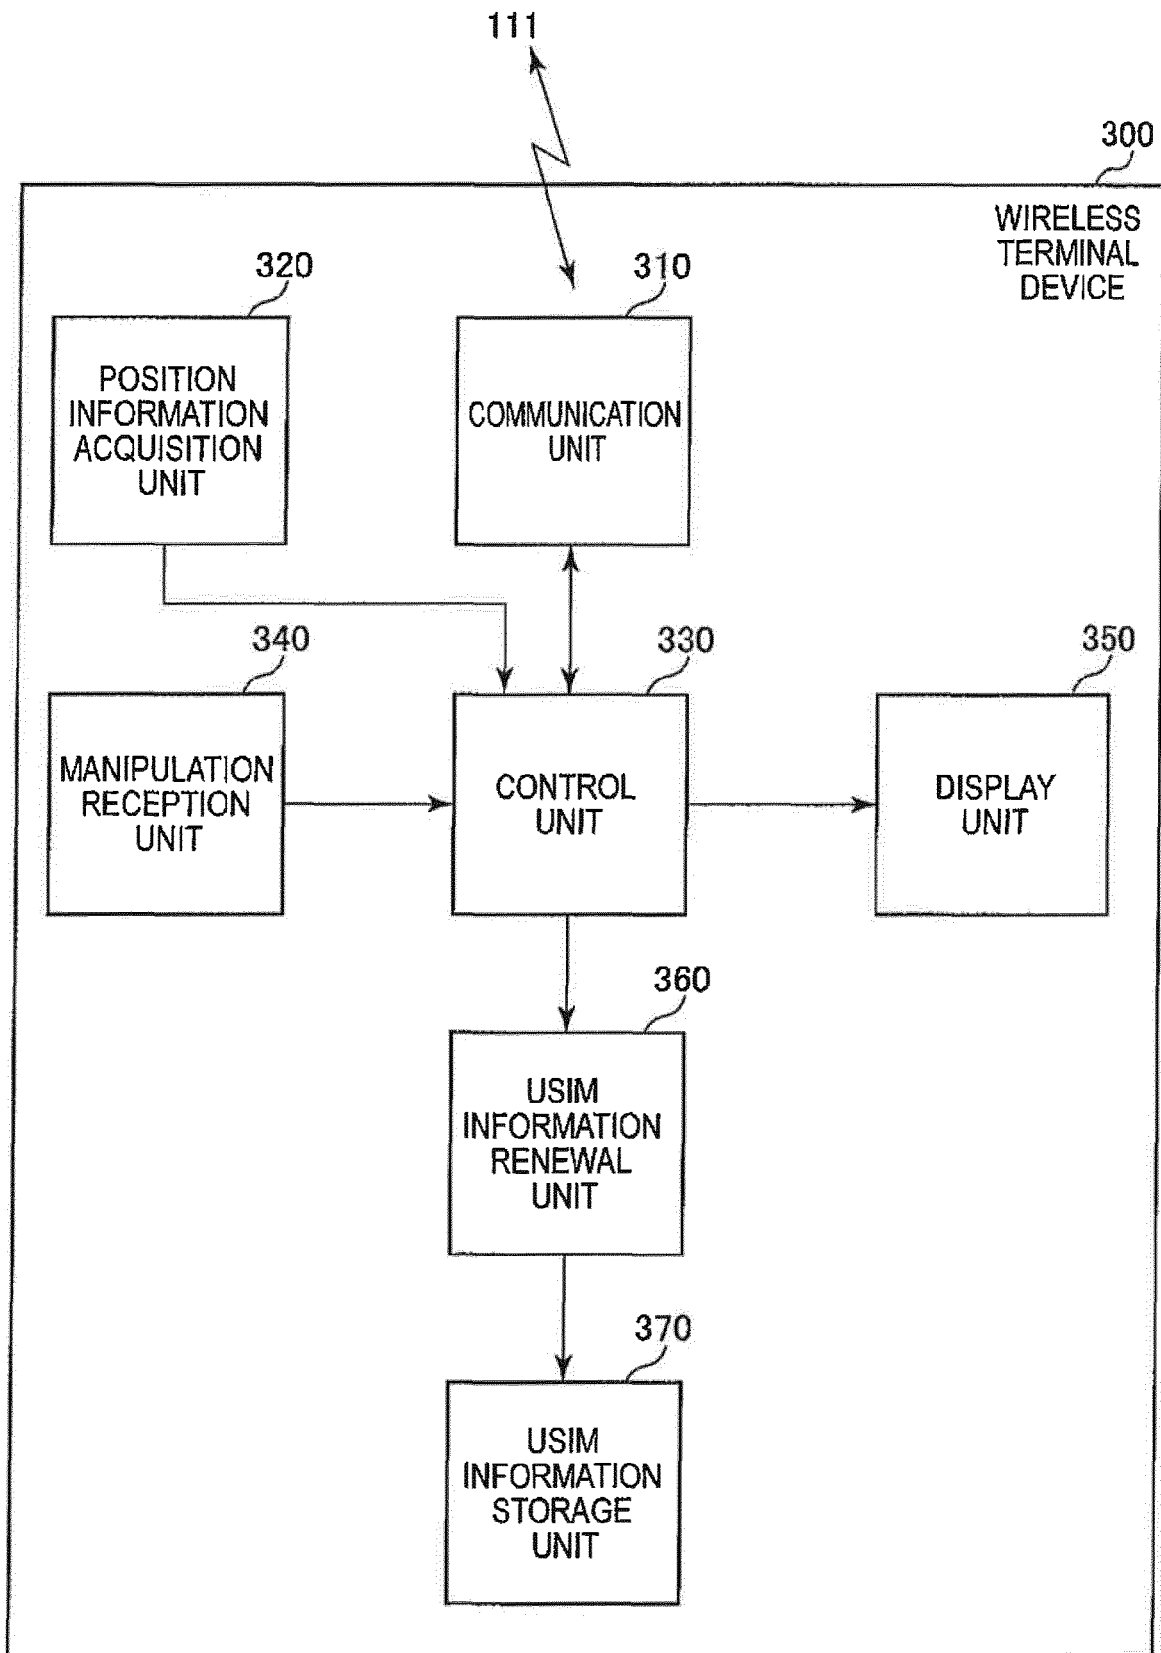 111
300
WIRELESS
TERMINAL
DEVICE
320
310
POSITION
INFORMATION
ACQUISITION
UNIT
COMMUNICATION
UNIT
340
330
350
MANIPULATION
RECEPTION
UNIT
CONTROL
UNIT
DISPLAY
UNIT
360
USIM
INFORMATION
RENEWAL
UNIT
370
USIM
INFORMATION
STORAGE
UNIT